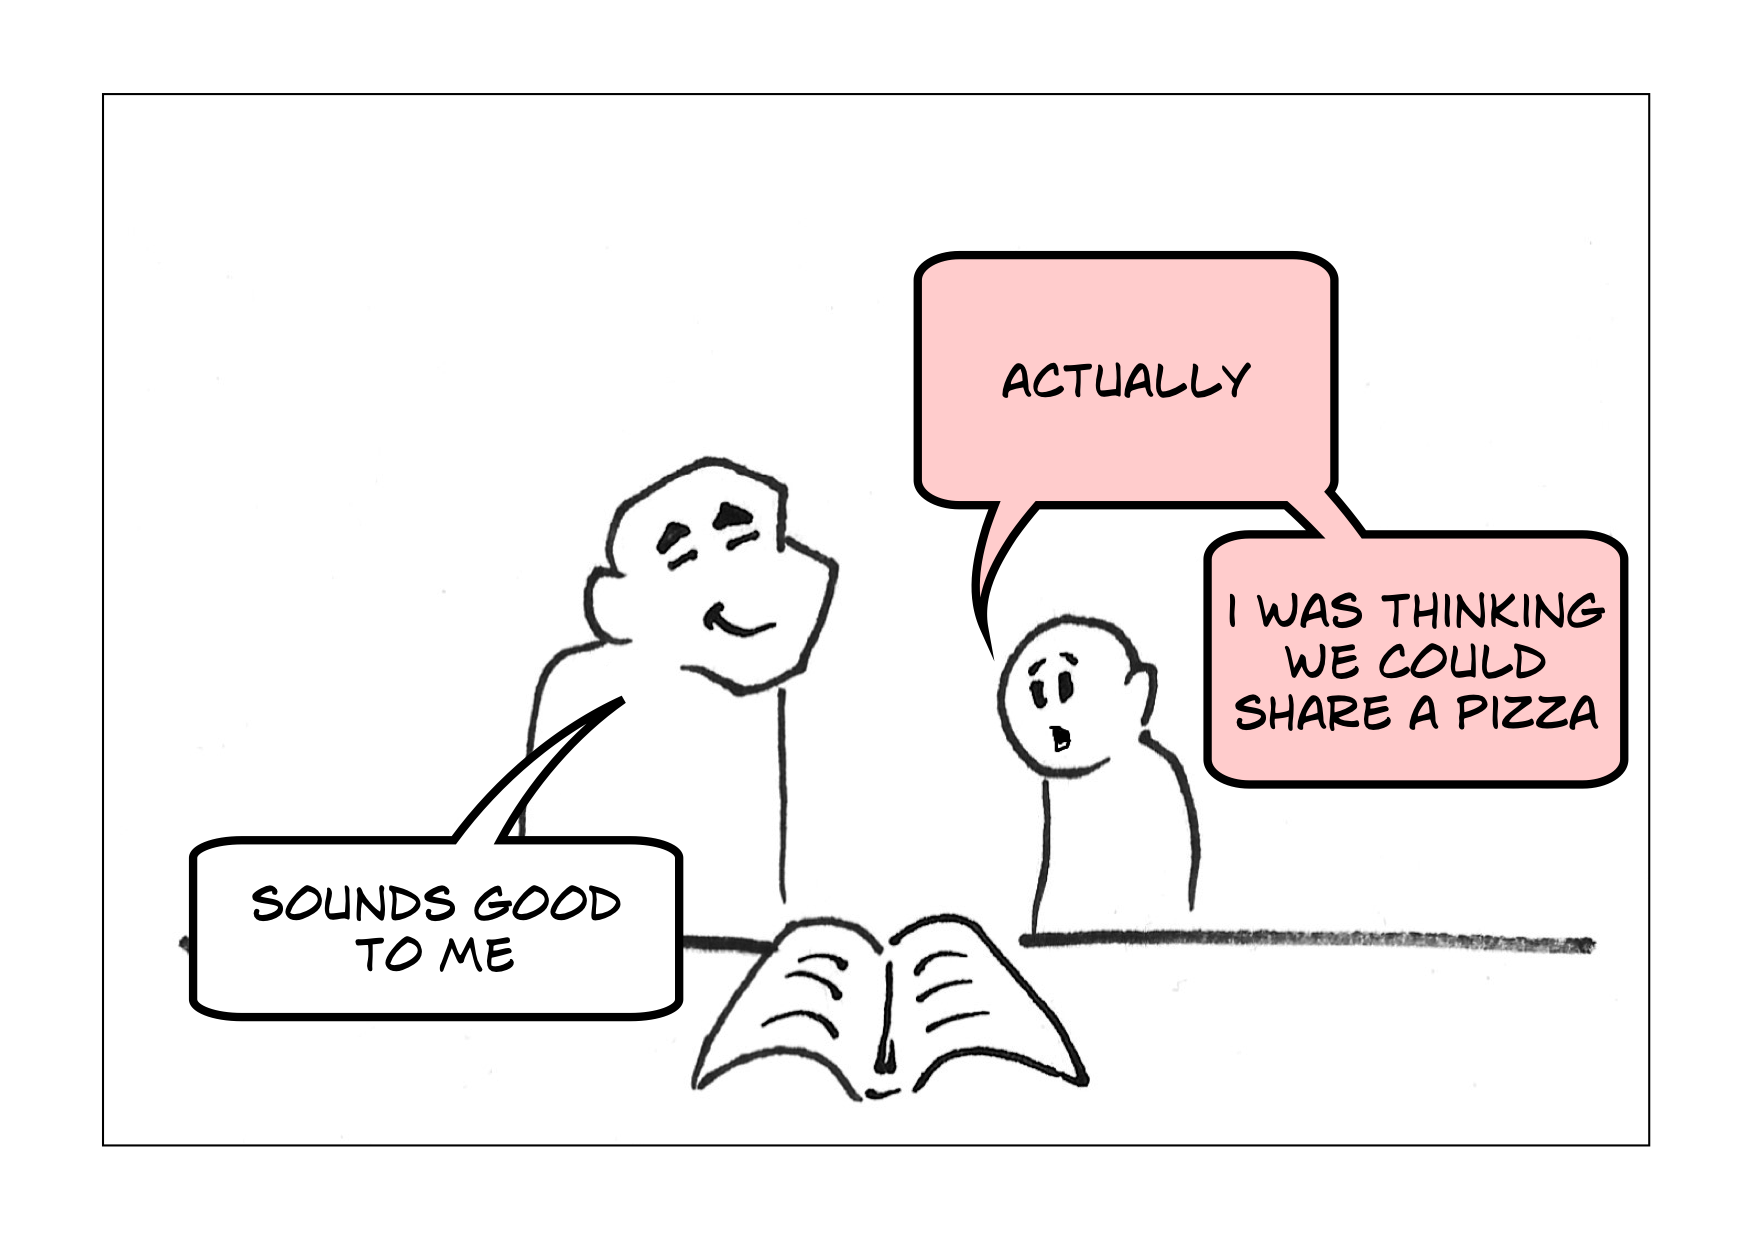 ACTUALLY
I WAS THINKING
WE COULD
SHARE A PIZZA
SOUNDS GOOD
TO ME